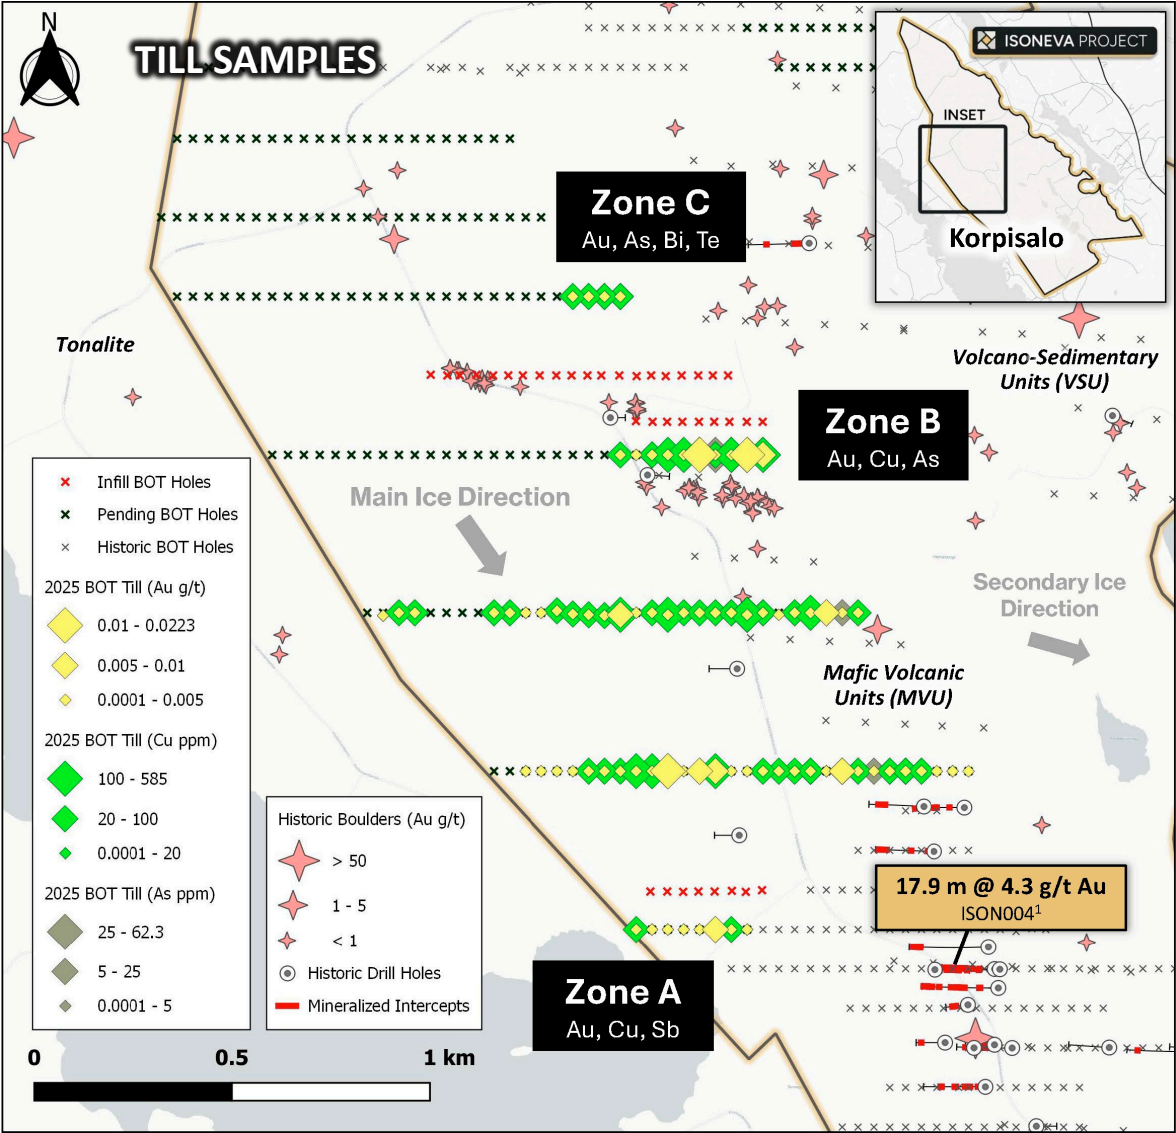 N
TILL SAMPLES
ISONEVA PROJECT
INSET
Korpisalo
Zone C
Au, As, Bi, Te
Tonalite
Volcano-Sedimentary
Units (VSU)
Zone B
Au, Cu, As
Main Ice Direction
Secondary Ice
Direction
Mafic Volcanic
Units (MVU)
Infill BOT Holes
Pending BOT Holes
Historic BOT Holes
2025 BOT Till (Au g/t)
0.01 - 0.0223
0.005 - 0.01
0.0001 - 0.005
2025 BOT Till (Cu ppm)
100 - 585
20 - 100
0.0001 - 20
2025 BOT Till (As ppm)
25 - 62.3
5 - 25
0.0001 - 5
Historic Boulders (Au g/t)
> 50
1 - 5
< 1
Historic Drill Holes
Mineralized Intercepts
17.9 m @ 4.3 g/t Au
ISON004¹
Zone A
Au, Cu, Sb
0 0.5 1 km